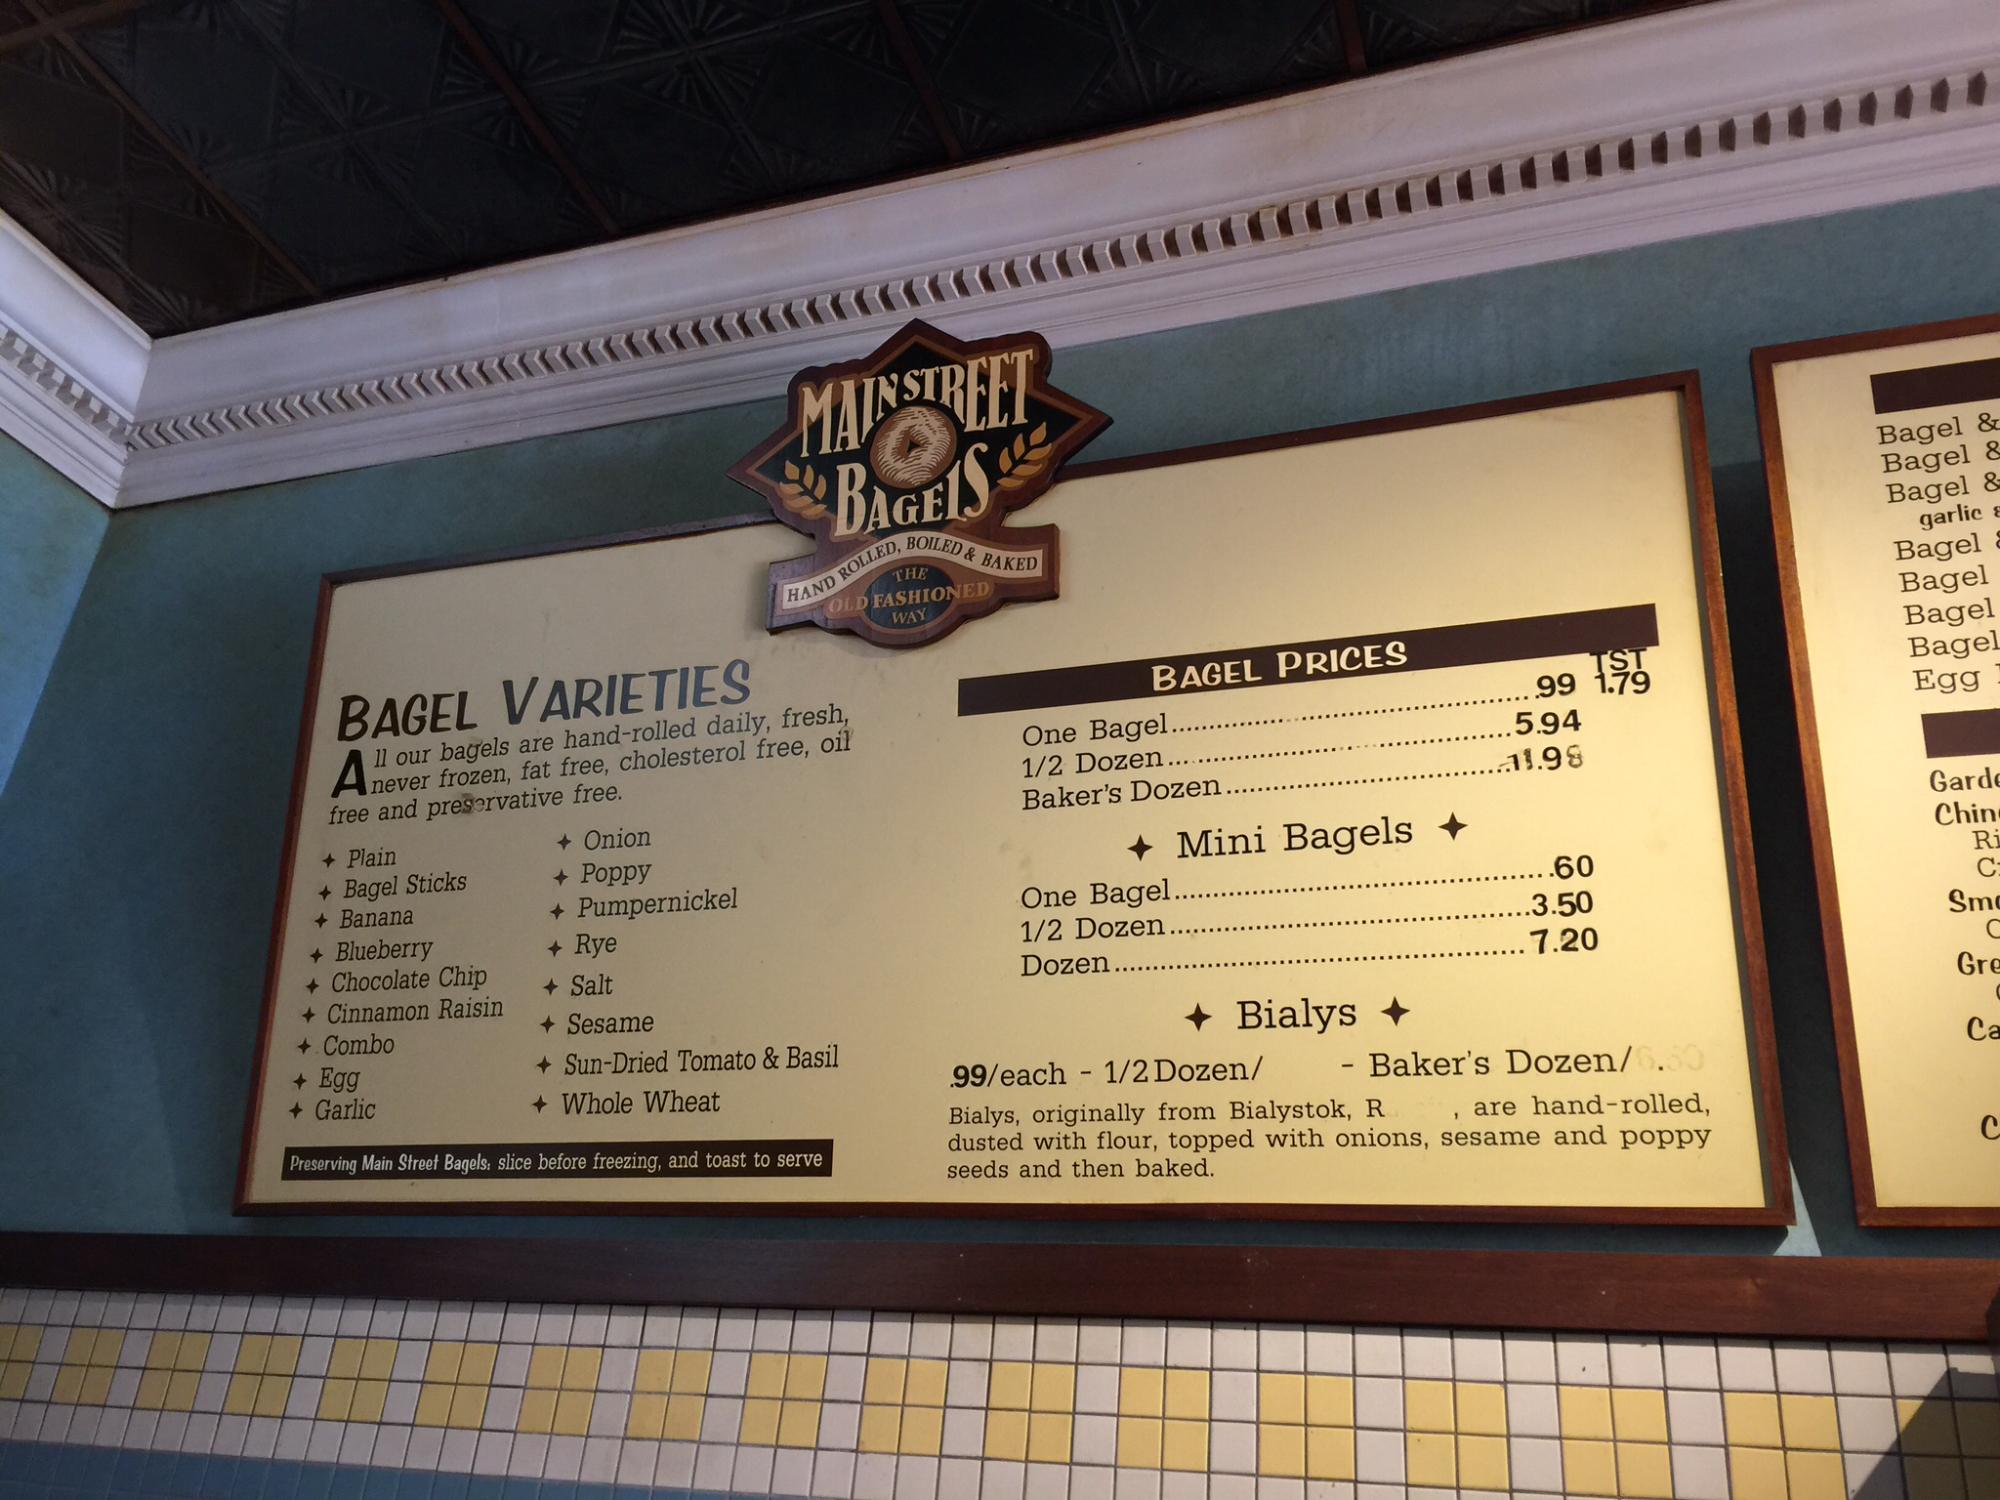 MAIN STREET
BAGELS
HAND ROLLED, BOILED & BAKED
THE
OLD FASHIONED
WAY
BAGEL VARIETIES
All our bagels are hand-rolled daily, fresh,
never frozen, fat free, cholesterol free, oil
free and preservative free.
Plain
Bagel Sticks
Banana
Blueberry
Chocolate Chip
Cinnamon Raisin
Combo
Egg
Garlic
Onion
Poppy
Pumpernickel
Rye
Salt
Sesame
Sun-Dried Tomato & Basil
Whole Wheat
Preserving Main Street Bagels: slice before freezing, and toast to serve
BAGEL PRICES
TST
One Bagel .99 1.79
1/2 Dozen 5.94
Baker's Dozen 11.98
Mini Bagels
One Bagel .60
1/2 Dozen 3.50
Dozen 7.20
Bialys
.99/each - 1/2 Dozen/ - Baker's Dozen/ .
Bialys, originally from Bialystok, R , are hand-rolled,
dusted with flour, topped with onions, sesame and poppy
seeds and then baked.
Bagel &
Bagel &
Bagel &
garlic
Bagel
Bagel
Bagel
Bagel
Egg